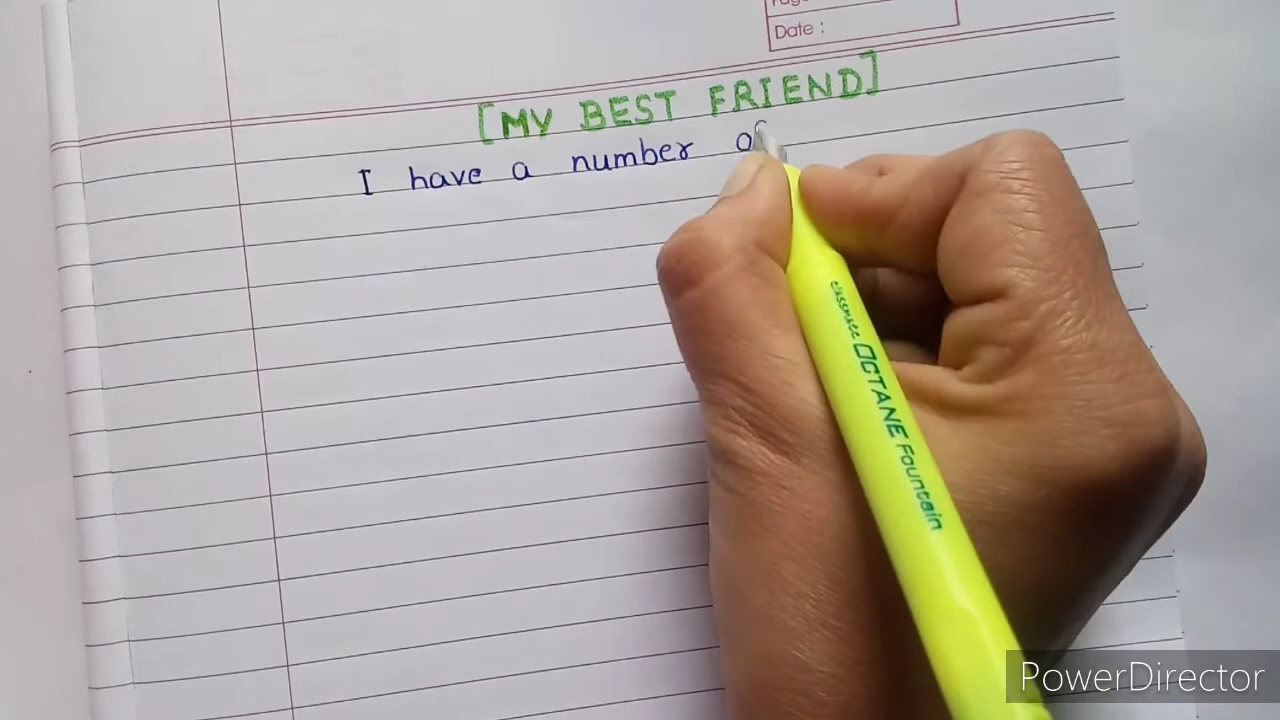 Date :
[MY BEST FRIEND]
I have a number of
classmate OCTANE Fountain
PowerDirector